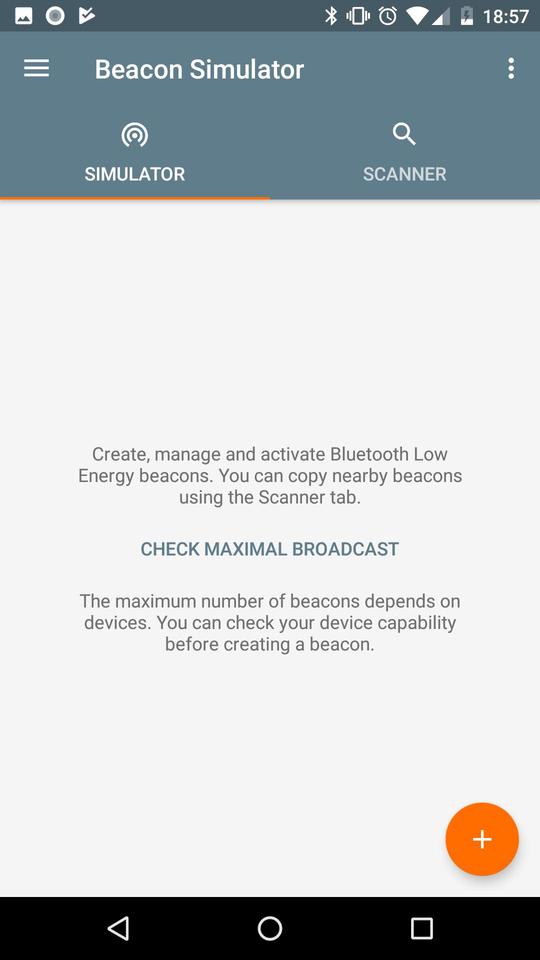 18:57
Beacon Simulator
SIMULATOR
SCANNER
Create, manage and activate Bluetooth Low
Energy beacons. You can copy nearby beacons
using the Scanner tab.
CHECK MAXIMAL BROADCAST
The maximum number of beacons depends on
devices. You can check your device capability
before creating a beacon.